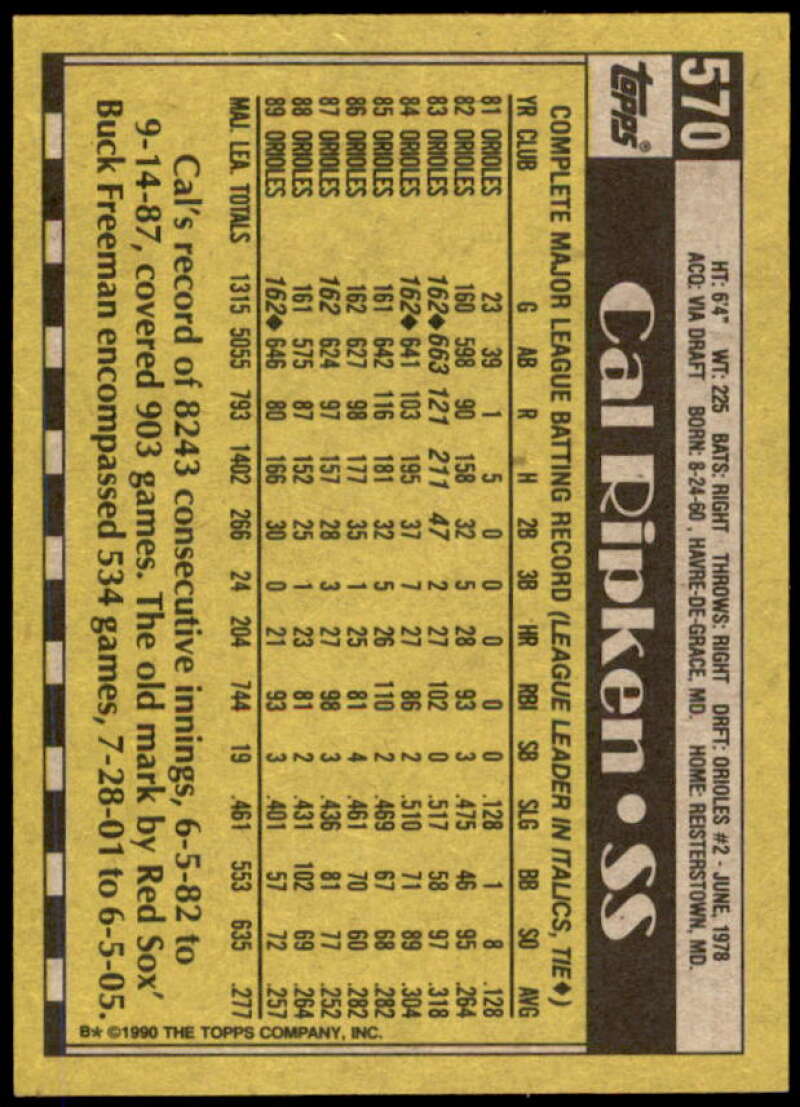 570
topps®
HT: 6'4" WT: 225 BATS: RIGHT THROWS: RIGHT DRFT: ORIOLES #2 - JUNE, 1978
ACQ: VIA DRAFT BORN: 8-24-60 , HAVRE-DE-GRACE, MD. HOME: REISTERSTOWN, MD.
Cal Ripken • SS
COMPLETE MAJOR LEAGUE BATTING RECORD (LEAGUE LEADER IN ITALICS, TIE◆)
YR CLUB G AB R H 2B 3B HR RBI SB SLG BB SO AVG
81 ORIOLES 23 39 1 5 0 0 0 0 0 .128 1 8 .128
82 ORIOLES 160 598 90 158 32 5 28 93 3 .475 46 95 .264
83 ORIOLES 162◆ 663 121 211 47 2 27 102 0 .517 58 97 .318
84 ORIOLES 162◆ 641 103 195 37 7 27 86 2 .510 71 89 .304
85 ORIOLES 161 642 116 181 32 5 26 110 2 .469 67 68 .282
86 ORIOLES 162 627 98 177 35 1 25 81 4 .461 70 60 .282
87 ORIOLES 162 624 97 157 28 3 27 98 3 .436 81 77 .252
88 ORIOLES 161 575 87 152 25 1 23 81 2 .431 102 69 .264
89 ORIOLES 162◆ 646 80 166 30 0 21 93 3 .401 57 72 .257
MAJ. LEA. TOTALS 1315 5055 793 1402 266 24 204 744 19 .461 553 635 .277
Cal's record of 8243 consecutive innings, 6-5-82 to
9-14-87, covered 903 games. The old mark by Red Sox'
Buck Freeman encompassed 534 games, 7-28-01 to 6-5-05.
B* ©1990 THE TOPPS COMPANY, INC.